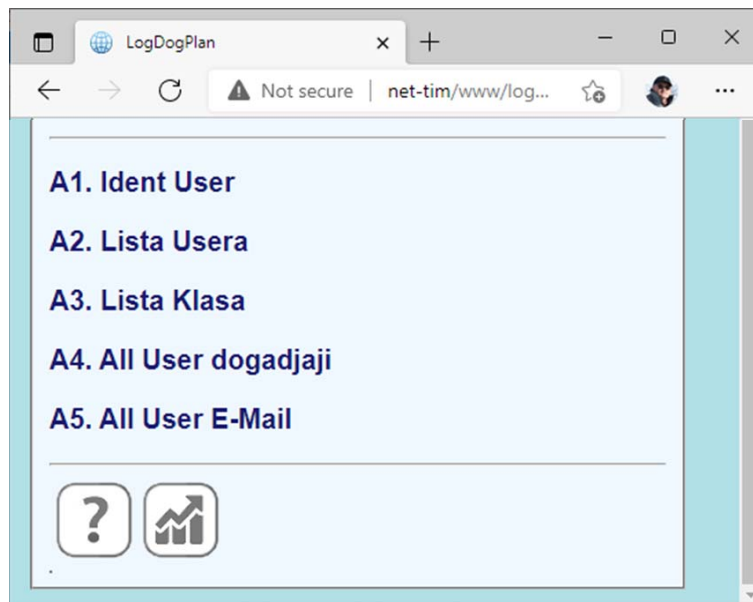 LogDogPlan
Not secure | net-tim/www/log...
A1. Ident User
A2. Lista Usera
A3. Lista Klasa
A4. All User dogadjaji
A5. All User E-Mail
?
.